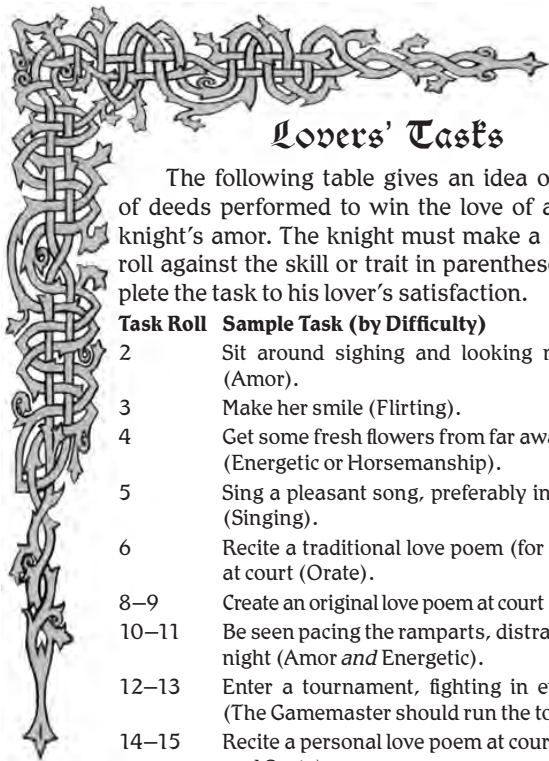 Lovers' Tasks
The following table gives an idea o
of deeds performed to win the love of a
knight's amor. The knight must make a
roll against the skill or trait in parenthese
plete the task to his lover's satisfaction.
Task Roll Sample Task (by Difficulty)
2 Sit around sighing and looking
(Amor).
3 Make her smile (Flirting).
4 Get some fresh flowers from far awa
(Energetic or Horsemanship).
5 Sing a pleasant song, preferably in
(Singing).
6 Recite a traditional love poem (for
at court (Orate).
8–9 Create an original love poem at court
10–11 Be seen pacing the ramparts, distra
night (Amor and Energetic).
12–13 Enter a tournament, fighting in e
(The Gamemaster should run the to
14–15 Recite a personal love poem at cour